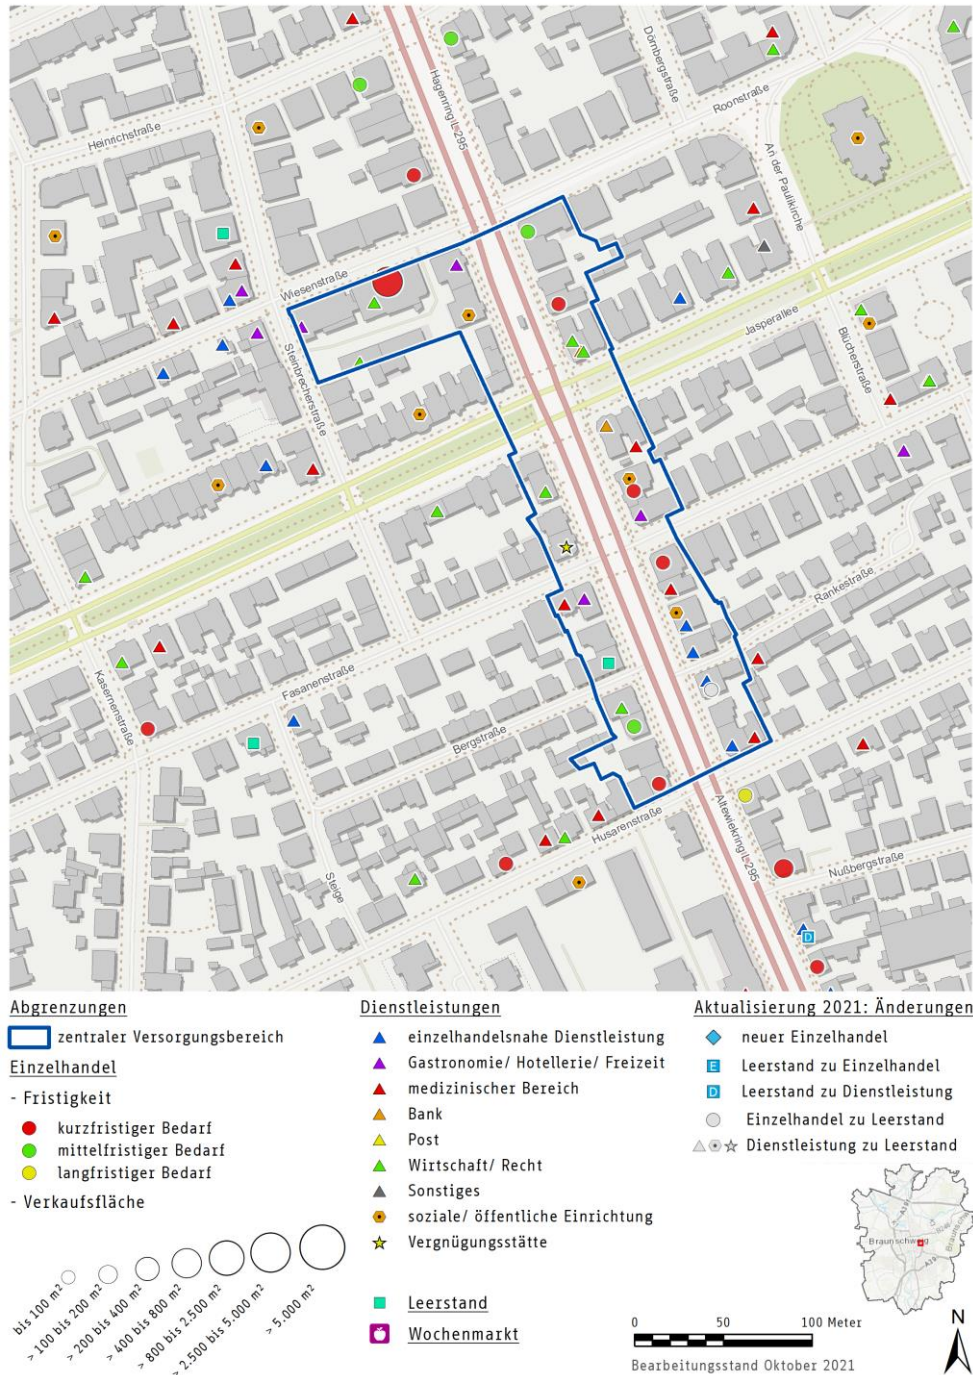 Hagenring L 295
Dörnbergstraße
Roonstraße
Heinrichstraße
An der Paulikirche
Wiesenstraße
Jasperallee
Steinbrecherstraße
Blücherstraße
Rankestraße
Kasernenstraße
Fasanenstraße
Bergstraße
Steige
Husarenstraße
Altewiekring L 295
Nußbergstraße
D
Abgrenzungen
zentraler Versorgungsbereich
Einzelhandel
- Fristigkeit
kurzfristiger Bedarf
mittelfristiger Bedarf
langfristiger Bedarf
- Verkaufsfläche
bis 100 m²
> 100 bis 200 m²
> 200 bis 400 m²
> 400 bis 800 m²
> 800 bis 2.500 m²
> 2.500 bis 5.000 m²
> 5.000 m²
Dienstleistungen
einzelhandelsnahe Dienstleistung
Gastronomie/ Hotellerie/ Freizeit
medizinischer Bereich
Bank
Post
Wirtschaft/ Recht
Sonstiges
soziale/ öffentliche Einrichtung
Vergnügungsstätte
Leerstand
Wochenmarkt
Aktualisierung 2021: Änderungen
neuer Einzelhandel
E Leerstand zu Einzelhandel
D Leerstand zu Dienstleistung
Einzelhandel zu Leerstand
Dienstleistung zu Leerstand
Braunschweig
0 50 100 Meter
Bearbeitungsstand Oktober 2021
N